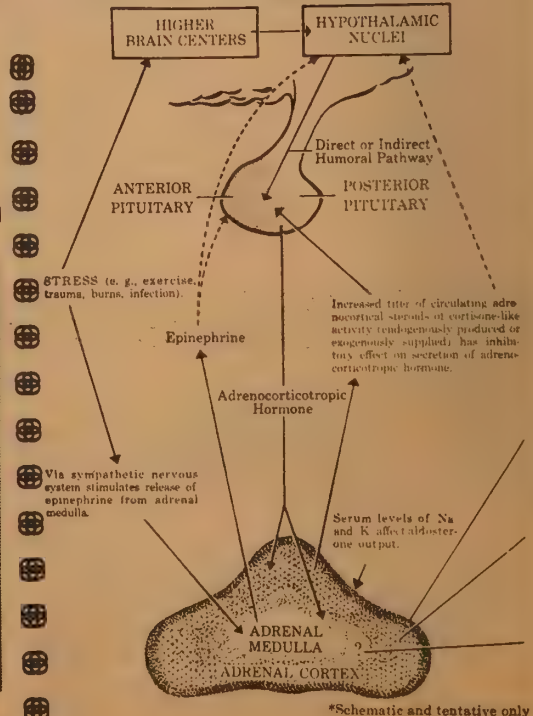 HIGHER
BRAIN CENTERS
HYPOTHALAMIC
NUCLEI
Direct or Indirect
Humoral Pathway
ANTERIOR
PITUITARY
POSTERIOR
PITUITARY
STRESS (e. g., exercise,
trauma, burns, infection).
Increased titer of circulating adre
nocortical steroids of cortisone-like
activity (endogenously produced or
exogenously supplied) has inhibi-
tory effect on secretion of adreno-
corticotropic hormone.
Epinephrine
Adrenocorticotropic
Hormone
Via sympathetic nervous
system stimulates release of
epinephrine from adrenal
medulla.
Serum levels of Na
and K affect aldoster-
one output.
ADRENAL
MEDULLA ?
ADRENAL CORTEX
*Schematic and tentative only